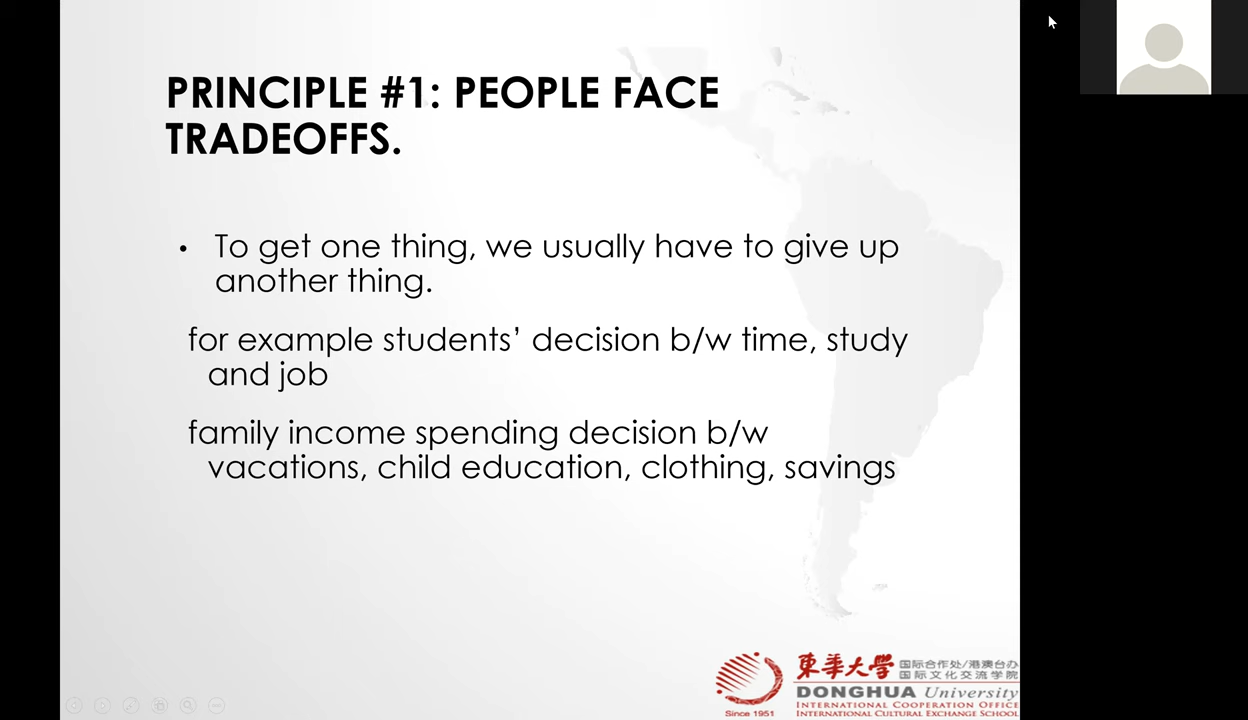 PRINCIPLE #1: PEOPLE FACE
TRADEOFFS.
• To get one thing, we usually have to give up
another thing.
for example students’ decision b/w time, study
and job
family income spending decision b/w
vacations, child education, clothing, savings
東華大學
国际合作处/港澳台办
国际文化交流学院
DONGHUA University
INTERNATIONAL COOPERATION OFFICE
INTERNATIONAL CULTURAL EXCHANGE SCHOOL
Since 1951